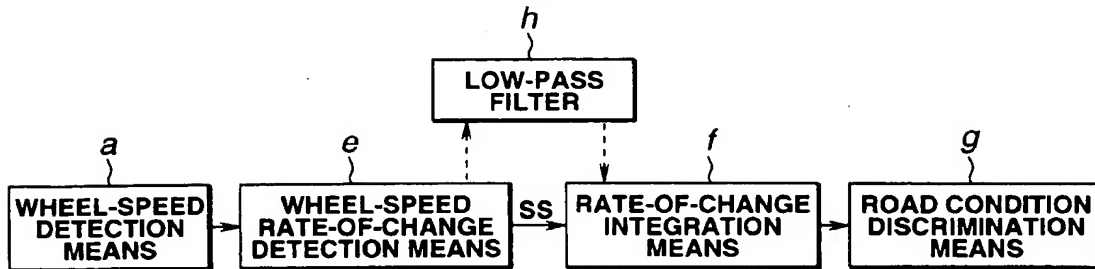 h
LOW-PASS
FILTER
a
e
f
g
WHEEL-SPEED
DETECTION
MEANS
WHEEL-SPEED
RATE-OF-CHANGE
DETECTION MEANS
SS
RATE-OF-CHANGE
INTEGRATION
MEANS
ROAD CONDITION
DISCRIMINATION
MEANS